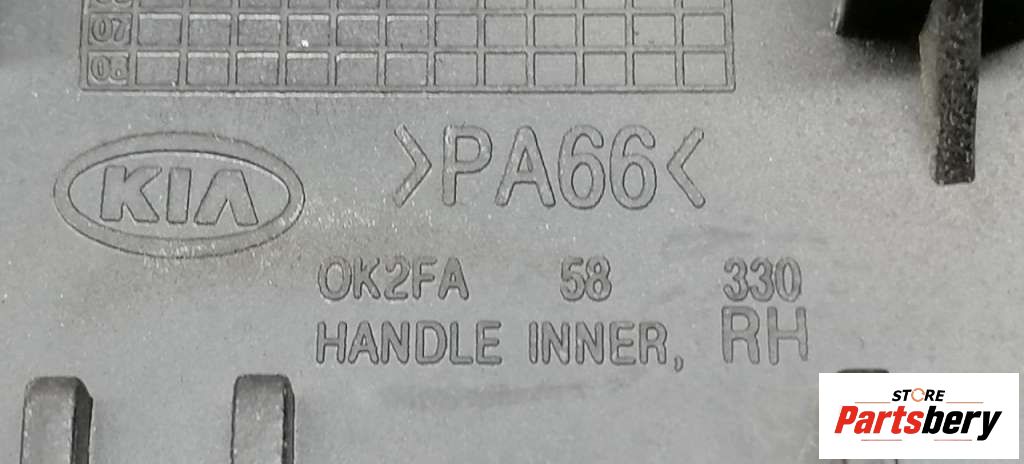 07
08
KIA
>PA66<
OK2FA 58 330
HANDLE INNER, RH
STORE
Partsbery